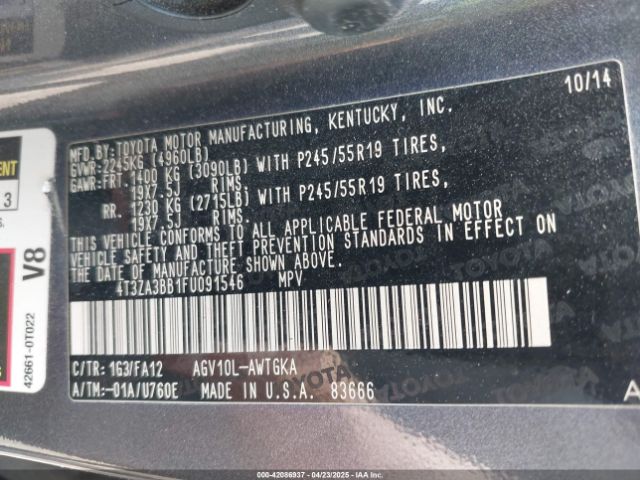 10/14
MFD.BY:TOYOTA MOTOR MANUFACTURING, KENTUCKY, INC.
GVWR:2245KG (4960LB)
GAWR:FRT. 1400 KG (3090LB) WITH P245/55R19 TIRES,
19X7.5J RIMS.
RR. 1230 KG (2715LB) WITH P245/55R19 TIRES,
19X7.5J RIMS.
THIS VEHICLE CONFORMS TO ALL APPLICABLE FEDERAL MOTOR
VEHICLE SAFETY AND THEFT PREVENTION STANDARDS IN EFFECT ON
THE DATE OF MANUFACTURE SHOWN ABOVE.
4T3ZA3BB1FU091546 MPV
C/TR: 1G3/FA12 AGV10L-AWTGKA
A/TM:-01A/U760E MADE IN U.S.A. 83666
A
3
S.
V8
42661-0T022
000-42086937 - 04/23/2025 - IAAI